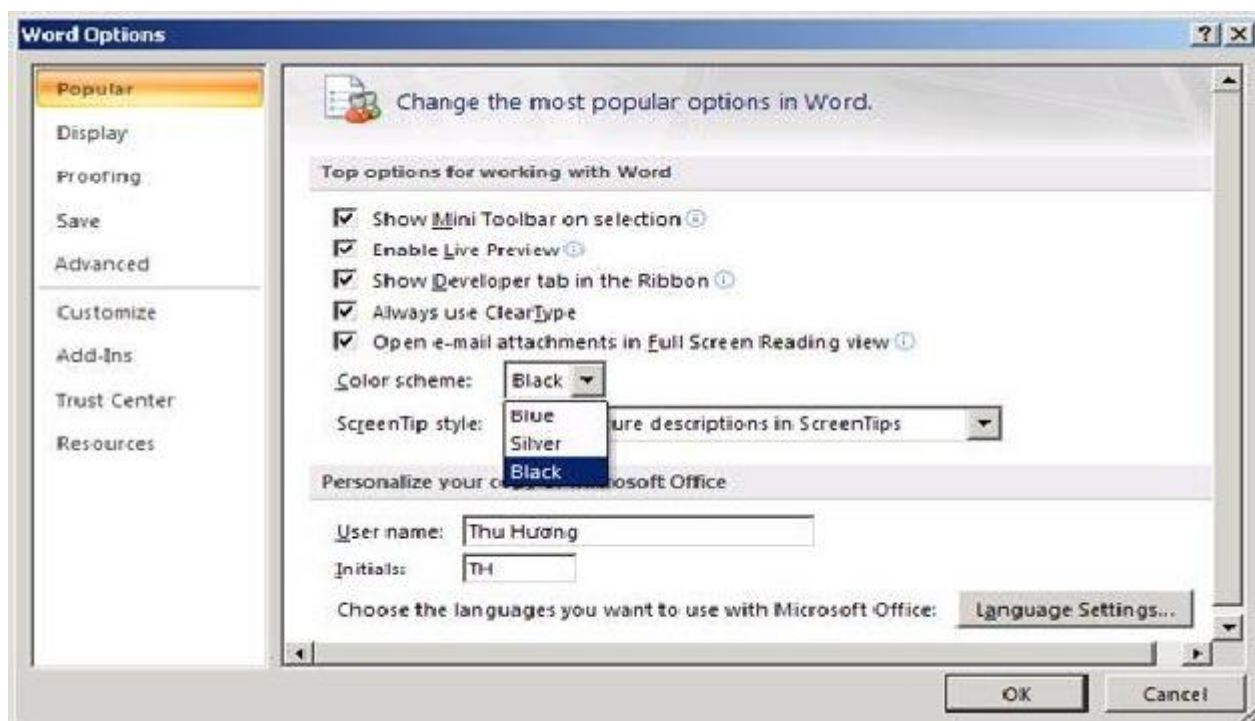 Word Options
Popular
Display
Proofing
Save
Advanced
Customize
Add-Ins
Trust Center
Resources
Change the most popular options in Word.
Top options for working with Word
Show Mini Toolbar on selection
Enable Live Preview
Show Developer tab in the Ribbon
Always use ClearType
Open e-mail attachments in Full Screen Reading view
Color scheme: Black
Blue
Silver
Black
ScreenTip style: descriptions in ScreenTips
Personalize your Microsoft Office
User name: Thu Hương
Initials: TH
Choose the languages you want to use with Microsoft Office: Language Settings...
OK Cancel